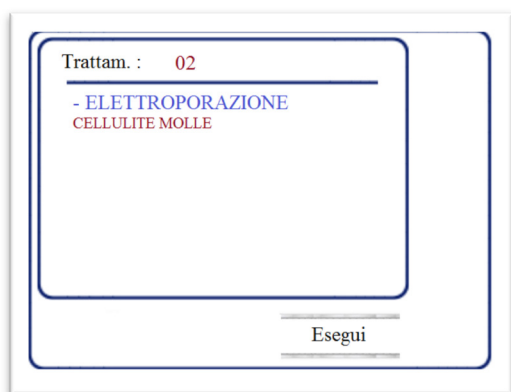 Trattam. : 02
- ELETTROPORAZIONE
CELLULITE MOLLE
Esegui